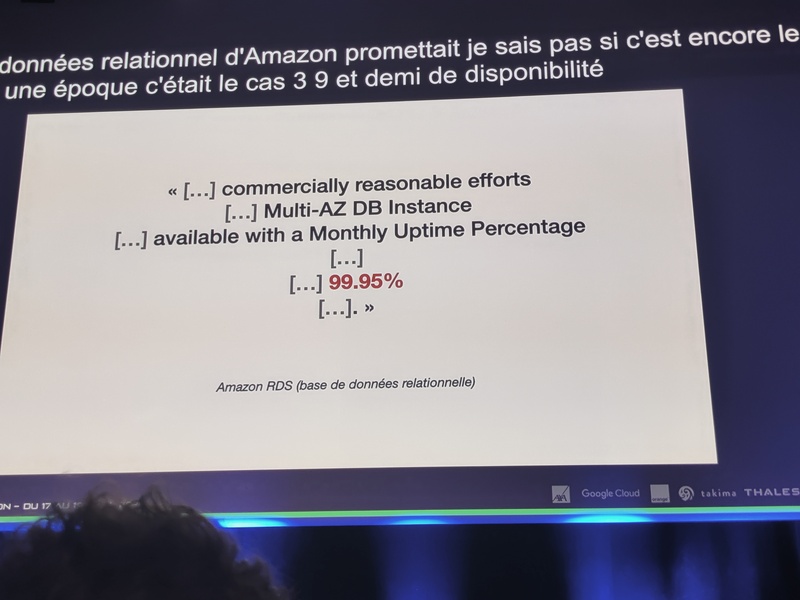 données relationnel d'Amazon promettait je sais pas si c'est encore le
une époque c'était le cas 3 9 et demi de disponibilité
« [...] commercially reasonable efforts
[...] Multi-AZ DB Instance
[...] available with a Monthly Uptime Percentage
[...]
[...] 99.95%
[...]. »
Amazon RDS (base de données relationnelle)
ON - DU 17 AU
AXA
Google Cloud
orange
takima
THALES